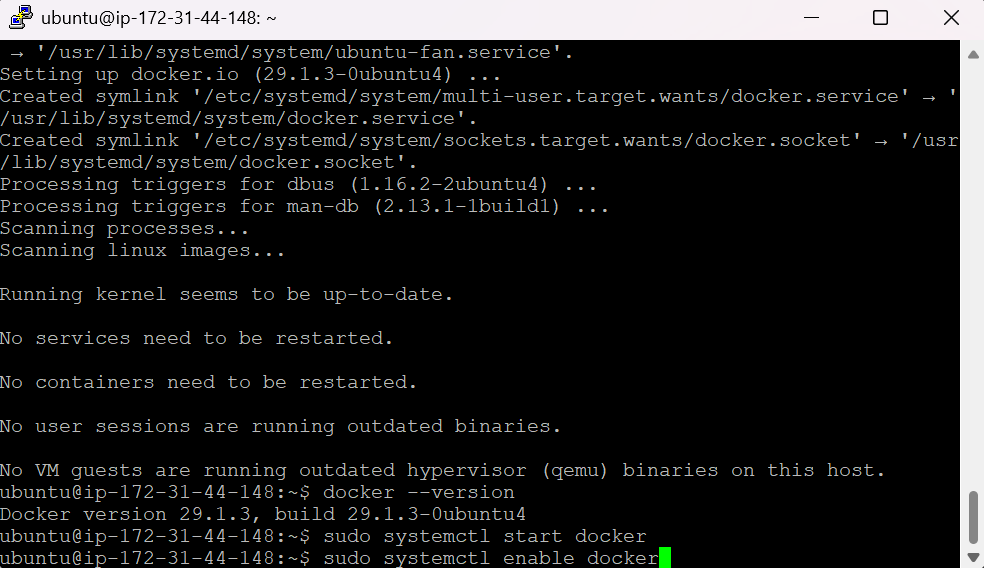 ubuntu@ip-172-31-44-148: ~
→ '/usr/lib/systemd/system/ubuntu-fan.service'.
Setting up docker.io (29.1.3-0ubuntu4) ...
Created symlink '/etc/systemd/system/multi-user.target.wants/docker.service' → '
/usr/lib/systemd/system/docker.service'.
Created symlink '/etc/systemd/system/sockets.target.wants/docker.socket' → '/usr
/lib/systemd/system/docker.socket'.
Processing triggers for dbus (1.16.2-2ubuntu4) ...
Processing triggers for man-db (2.13.1-1build1) ...
Scanning processes...
Scanning linux images...
Running kernel seems to be up-to-date.
No services need to be restarted.
No containers need to be restarted.
No user sessions are running outdated binaries.
No VM guests are running outdated hypervisor (qemu) binaries on this host.
ubuntu@ip-172-31-44-148:~$ docker --version
Docker version 29.1.3, build 29.1.3-0ubuntu4
ubuntu@ip-172-31-44-148:~$ sudo systemctl start docker
ubuntu@ip-172-31-44-148:~$ sudo systemctl enable docker